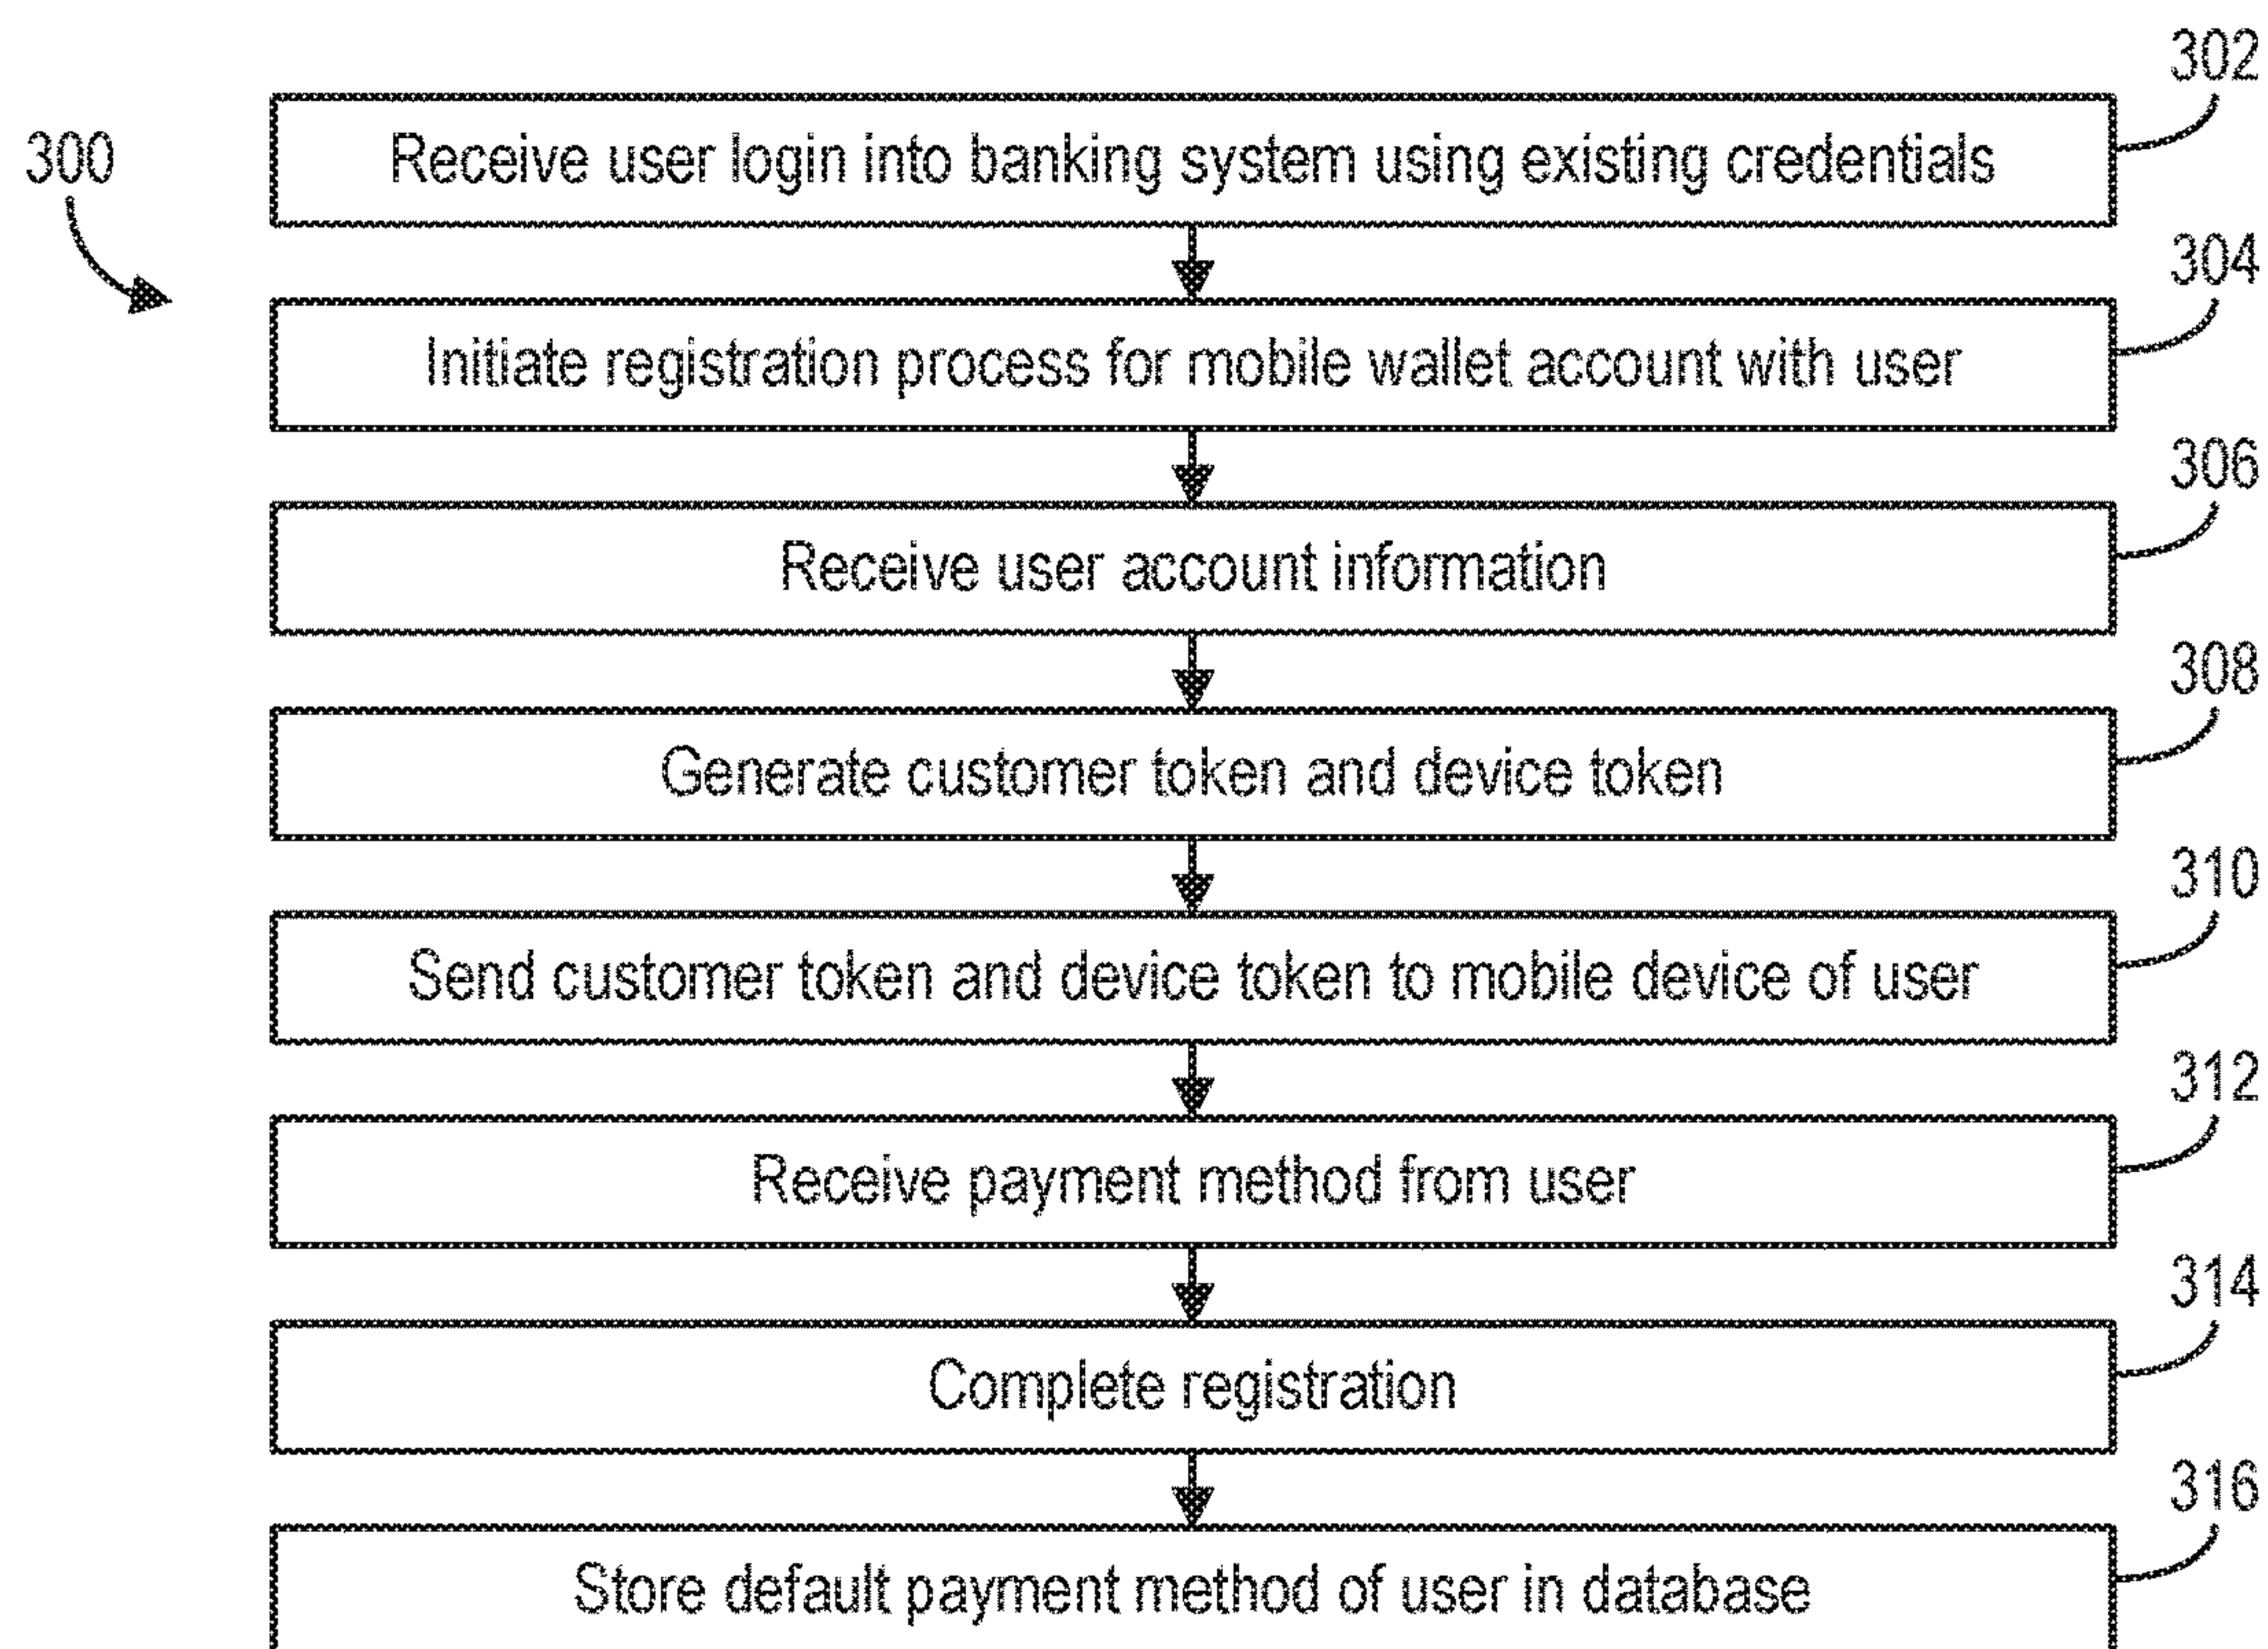 302
300
Receive user login into banking system using existing credentials
304
Initiate registration process for mobile wallet account with user
306
Receive user account information
308
Generate customer token and device token
310
Send customer token and device token to mobile device of user
312
Receive payment method from user
314
Complete registration
316
Store default payment method of user in database